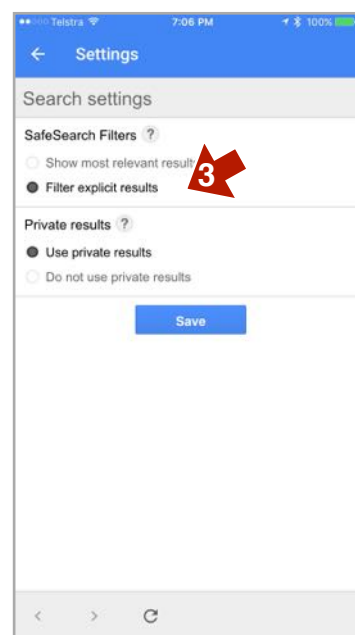 Telstra 7:06 PM 100%
Settings
Search settings
SafeSearch Filters ?
Show most relevant result
3
Filter explicit results
Private results ?
Use private results
Do not use private results
Save